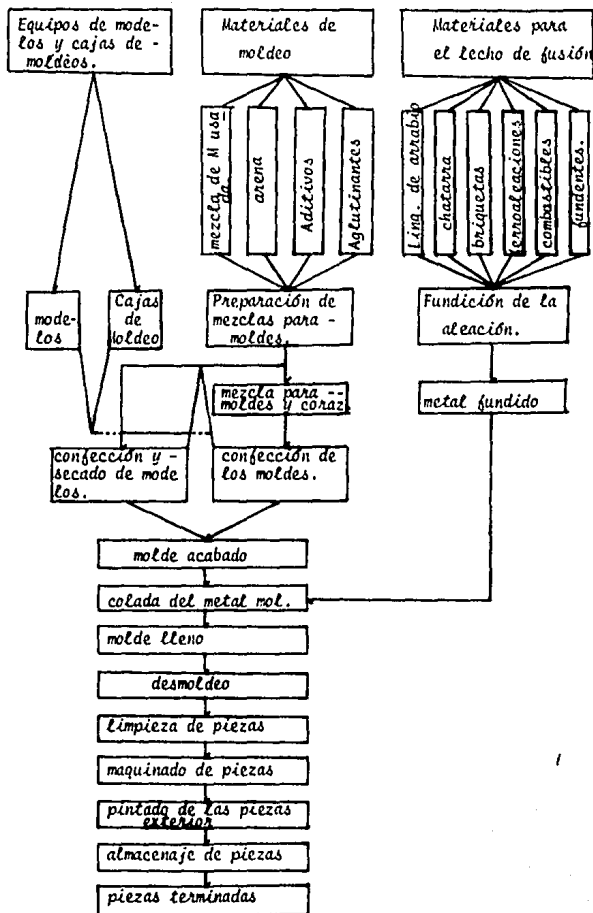 Equipos de mode-
los y cajas de -
moldeos.
Materiales de
moldeo
Materiales para
el lecho de fusión
mezcla de M usa-
da
arena
Aditivos
Aglutinantes
Ling. de arrabio
chatarra
briquetas
ferroaleaciones
combastibles
fundentes.
mode-
los
Cajas
de
Moldeo
Preparación de
mezclas para -
moldes.
Fundición de la
aleación.
mezcla para --
moldes y coraz.
metal fundido
confección y -
secado de mode
los.
confección de
los moldes.
molde acabado
colada del metal mol.
molde lleno
desmoldeo
limpieza de piezas
maquinado de piezas
pintado de las piezas
exterior
almacenaje de piezas
piezas terminadas